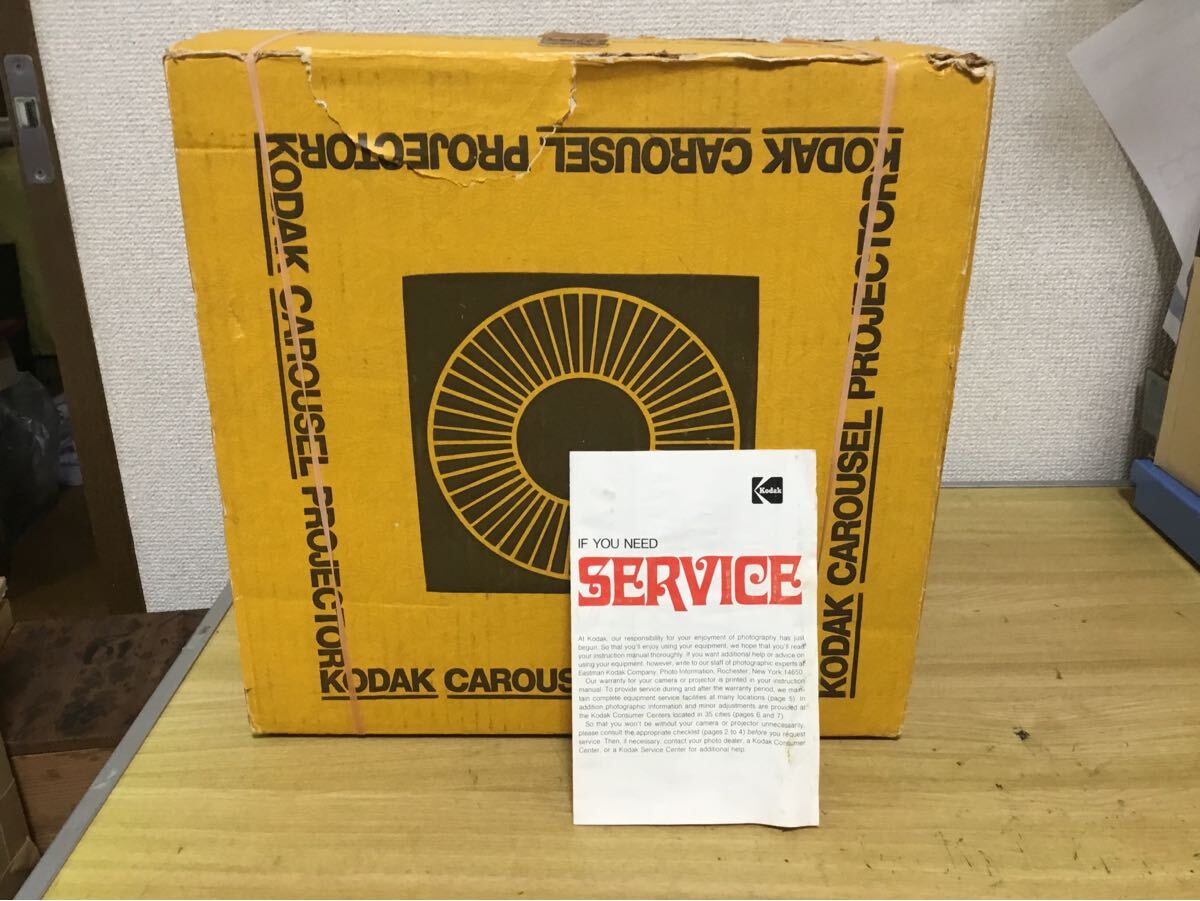 KODAK CAROUSEL PROJECTOR
KODAK CAROUSEL PROJECTOR
KODAK CAROUSEL PROJECTOR
KODAK CAROUS
Kodak
IF YOU NEED
SERVICE
At Kodak, our responsibility for your enjoyment of photography has just
begun. So that you'll enjoy using your equipment, we hope that you'll read
your instruction manual thoroughly. If you want additional help or advice on
using your equipment, however, write to our staff of photographic experts at
Eastman Kodak Company, Photo Information, Rochester, New York 14650.
Our warranty for your camera or projector is printed in your instruction
manual. To provide service during and after the warranty period, we main-
tain complete equipment service facilities at many locations (page 5). In
addition photographic information and minor adjustments are provided at
the Kodak Consumer Centers located in 35 cities (pages 6 and 7).
So that you won't be without your camera or projector unnecessarily,
please consult the appropriate checklist (pages 2 to 4) before you request
service. Then, if necessary, contact your photo dealer, a Kodak Consumer
Center, or a Kodak Service Center for additional help.